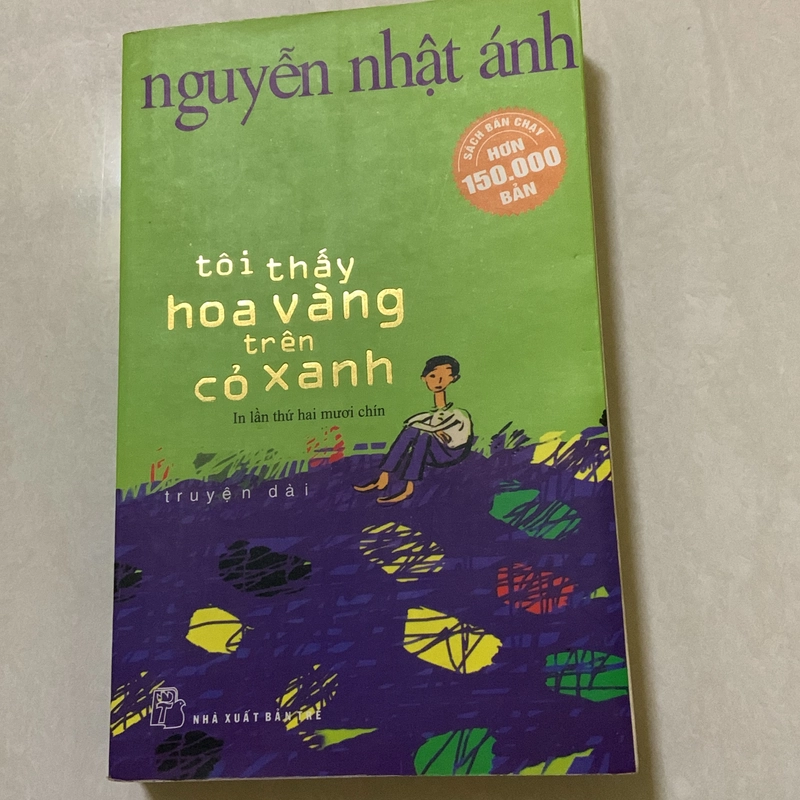 nguyễn nhật ánh
SÁCH BÁN CHẠY
HƠN
150.000
BẢN
tôi thấy
hoa vàng
trên
cỏ xanh
In lần thứ hai mươi chín
truyện dài
NHÀ XUẤT BẢN TRẺ